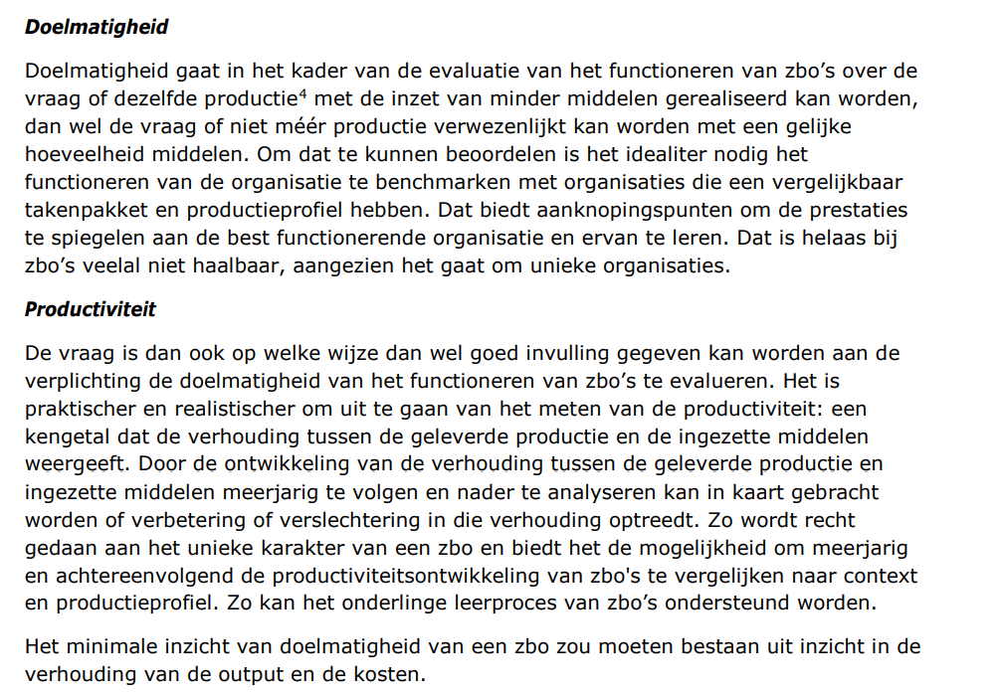 Doelmatigheid
Doelmatigheid gaat in het kader van de evaluatie van het functioneren van zbo’s over de
vraag of dezelfde productie⁴ met de inzet van minder middelen gerealiseerd kan worden,
dan wel de vraag of niet méér productie verwezenlijkt kan worden met een gelijke
hoeveelheid middelen. Om dat te kunnen beoordelen is het idealiter nodig het
functioneren van de organisatie te benchmarken met organisaties die een vergelijkbaar
takenpakket en productieprofiel hebben. Dat biedt aanknopingspunten om de prestaties
te spiegelen aan de best functionerende organisatie en ervan te leren. Dat is helaas bij
zbo’s veelal niet haalbaar, aangezien het gaat om unieke organisaties.
Productiviteit
De vraag is dan ook op welke wijze dan wel goed invulling gegeven kan worden aan de
verplichting de doelmatigheid van het functioneren van zbo’s te evalueren. Het is
praktischer en realistischer om uit te gaan van het meten van de productiviteit: een
kengetal dat de verhouding tussen de geleverde productie en de ingezette middelen
weergeeft. Door de ontwikkeling van de verhouding tussen de geleverde productie en
ingezette middelen meerjarig te volgen en nader te analyseren kan in kaart gebracht
worden of verbetering of verslechtering in die verhouding optreedt. Zo wordt recht
gedaan aan het unieke karakter van een zbo en biedt het de mogelijkheid om meerjarig
en achtereenvolgend de productiviteitsontwikkeling van zbo's te vergelijken naar context
en productieprofiel. Zo kan het onderlinge leerproces van zbo’s ondersteund worden.
Het minimale inzicht van doelmatigheid van een zbo zou moeten bestaan uit inzicht in de
verhouding van de output en de kosten.